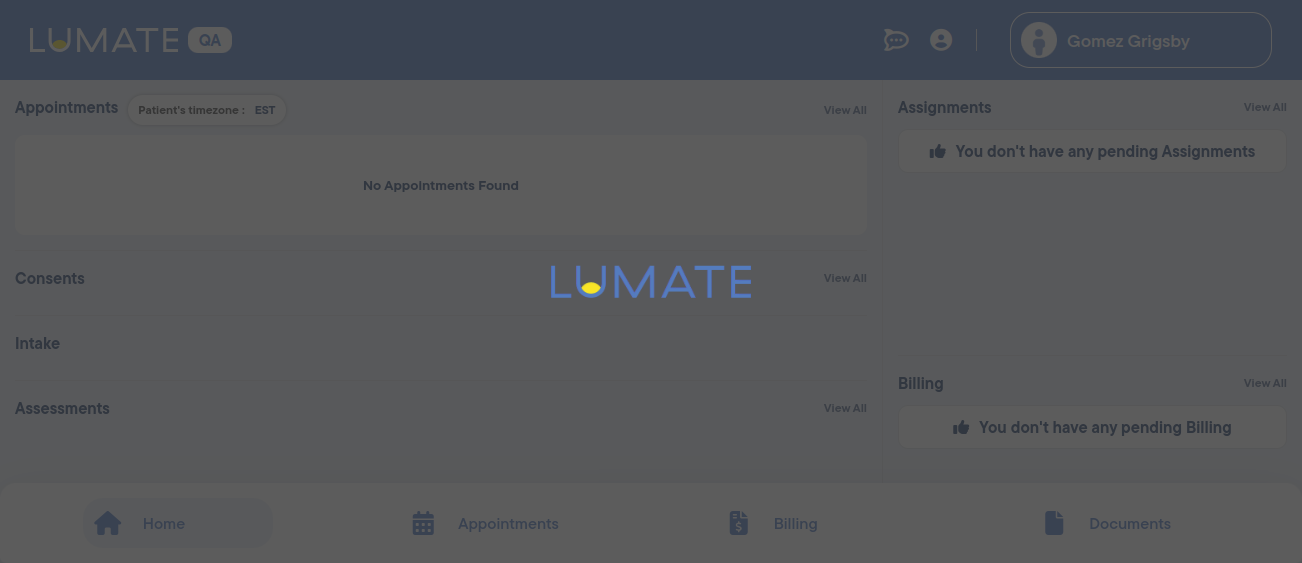 LUMATE QA
Gomez Grigsby
Appointments Patient's timezone : EST View All
No Appointments Found
Consents View All
Intake
Assessments View All
Assignments View All
You don't have any pending Assignments
Billing View All
You don't have any pending Billing
LUMATE
Home Appointments Billing Documents